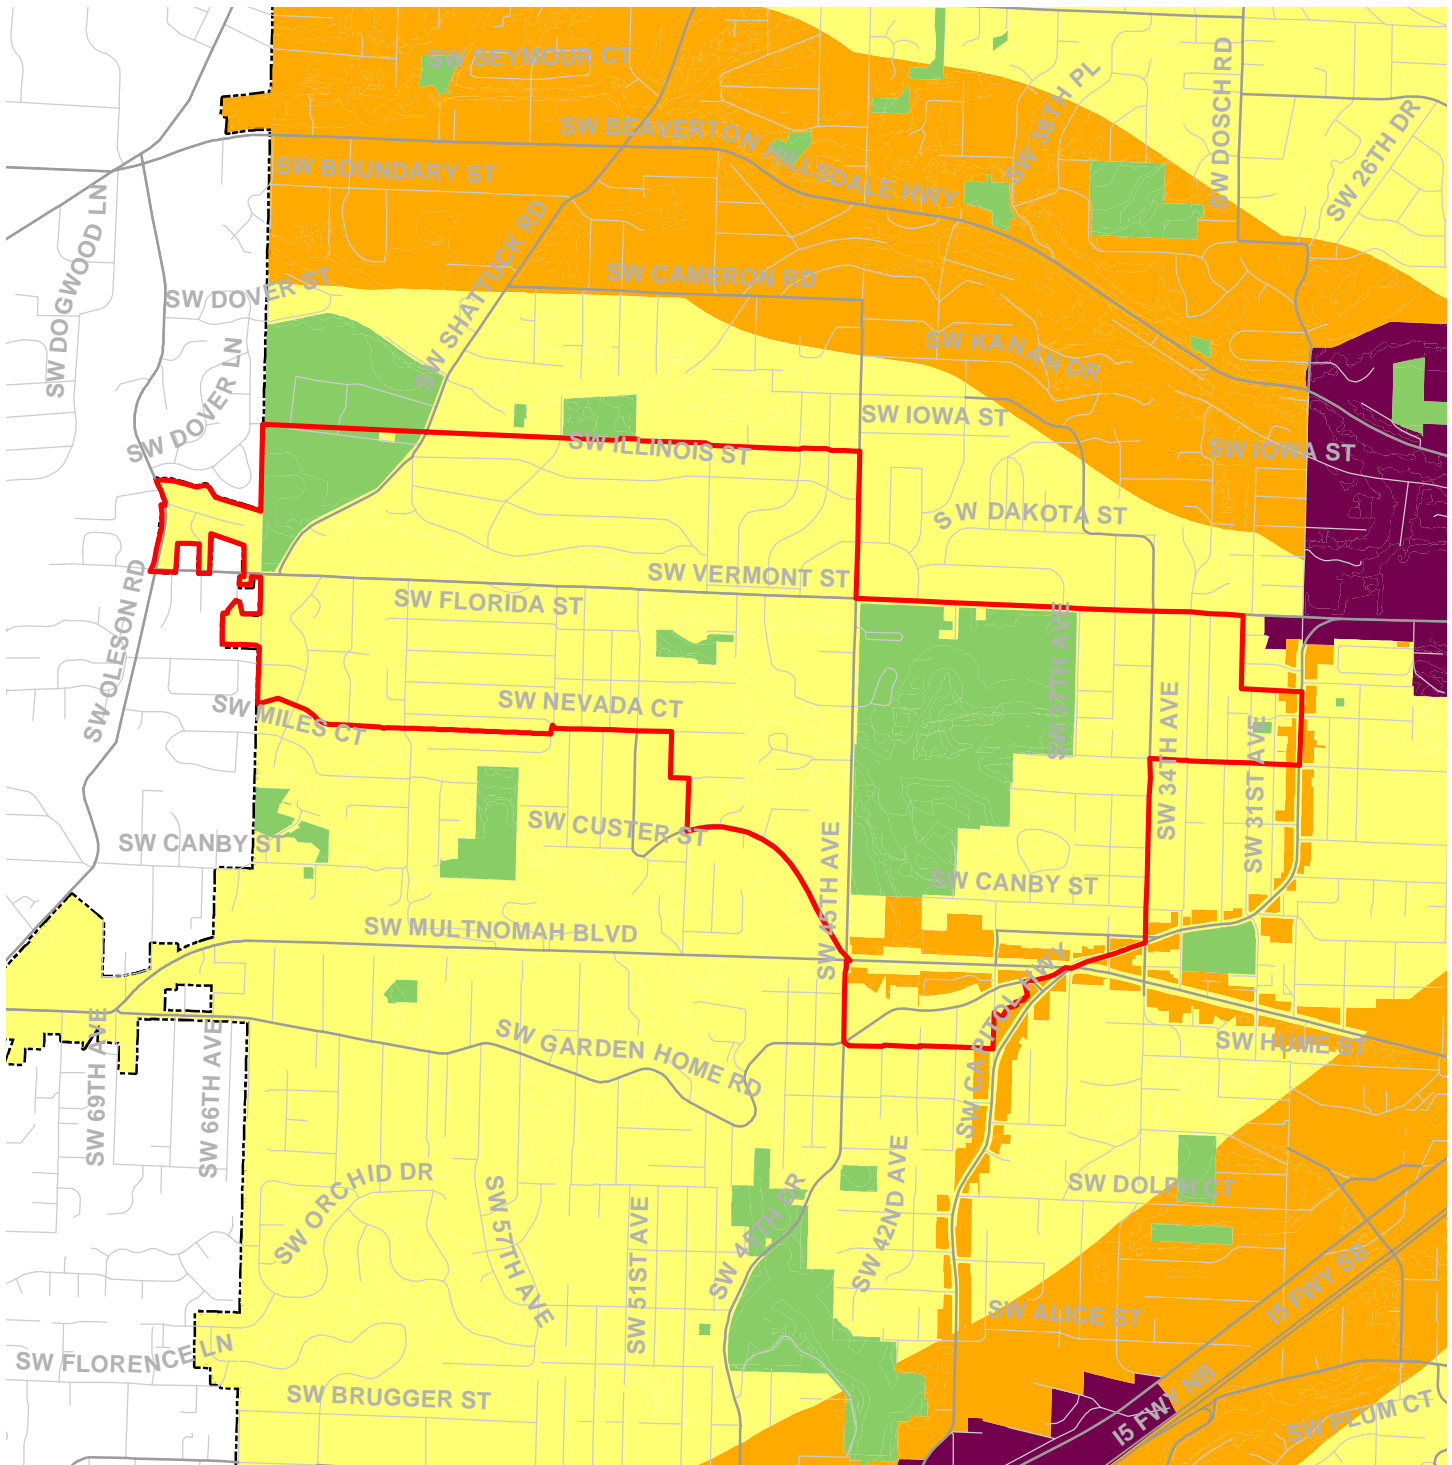 SW SEYMOUR CT
SW 38TH PL
SW DOSCH RD
SW 26TH DR
SW BEAVERTON HILLSDALE HWY
SW BOUNDARY ST
SW DOGWOOD LN
SW SHATTUCK RD
SW CAMERON RD
SW DOVER ST
SW KANAN DR
SW DOVER LN
SW IOWA ST
SW IOWA ST
SW ILLINOIS ST
SW DAKOTA ST
SW VERMONT ST
SW FLORIDA ST
SW OLESON RD
SW 37TH AVE
SW NEVADA CT
SW MILES CT
SW 34TH AVE
SW 31ST AVE
SW CUSTER ST
SW CANBY ST
SW 45TH AVE
SW CANBY ST
SW MULTNOMAH BLVD
SW CAPITOL HWY
SW GARDEN HOME RD
SW HUME ST
SW 69TH AVE
SW 66TH AVE
SW ORCHID DR
SW 57TH AVE
SW 51ST AVE
SW 45TH DR
SW 42ND AVE
SW DOLPH CT
I5 FWY SB
SW ALICE ST
SW FLORENCE LN
SW BRUGGER ST
I5 FWY NB
SW PLUM CT